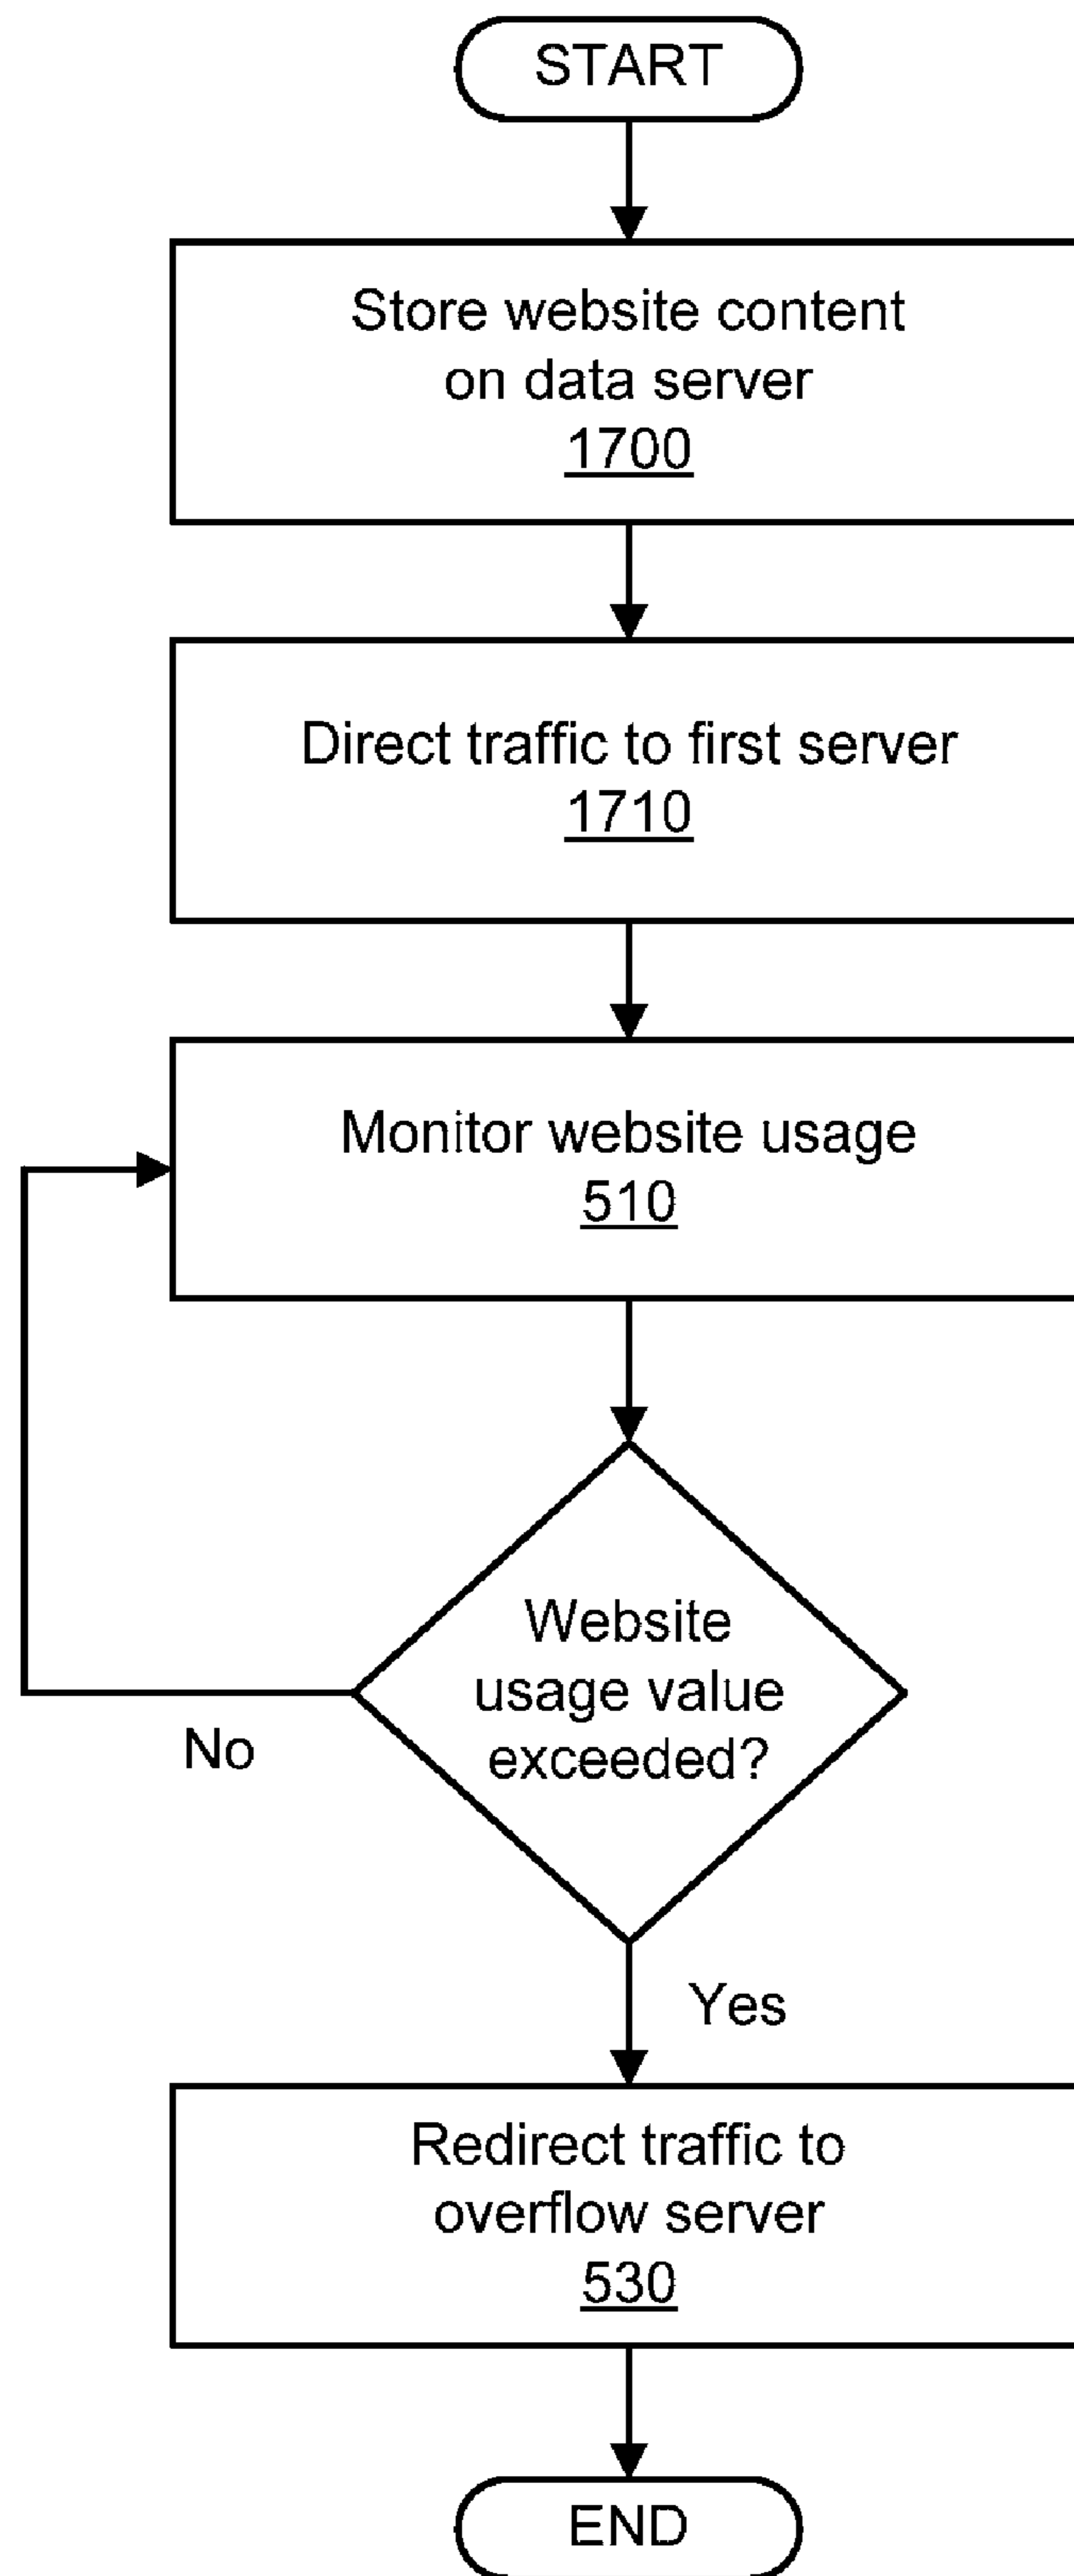 START
Store website content
on data server
1700
Direct traffic to first server
1710
Monitor website usage
510
Website
usage value
exceeded?
No
Yes
Redirect traffic to
overflow server
530
END